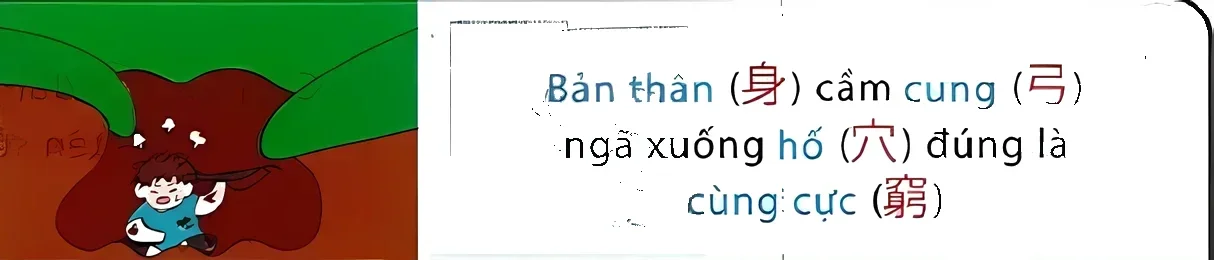 Bản thân (身) cầm cung (弓)
ngã xuống hố (穴) đúng là
cùng cực (窮)